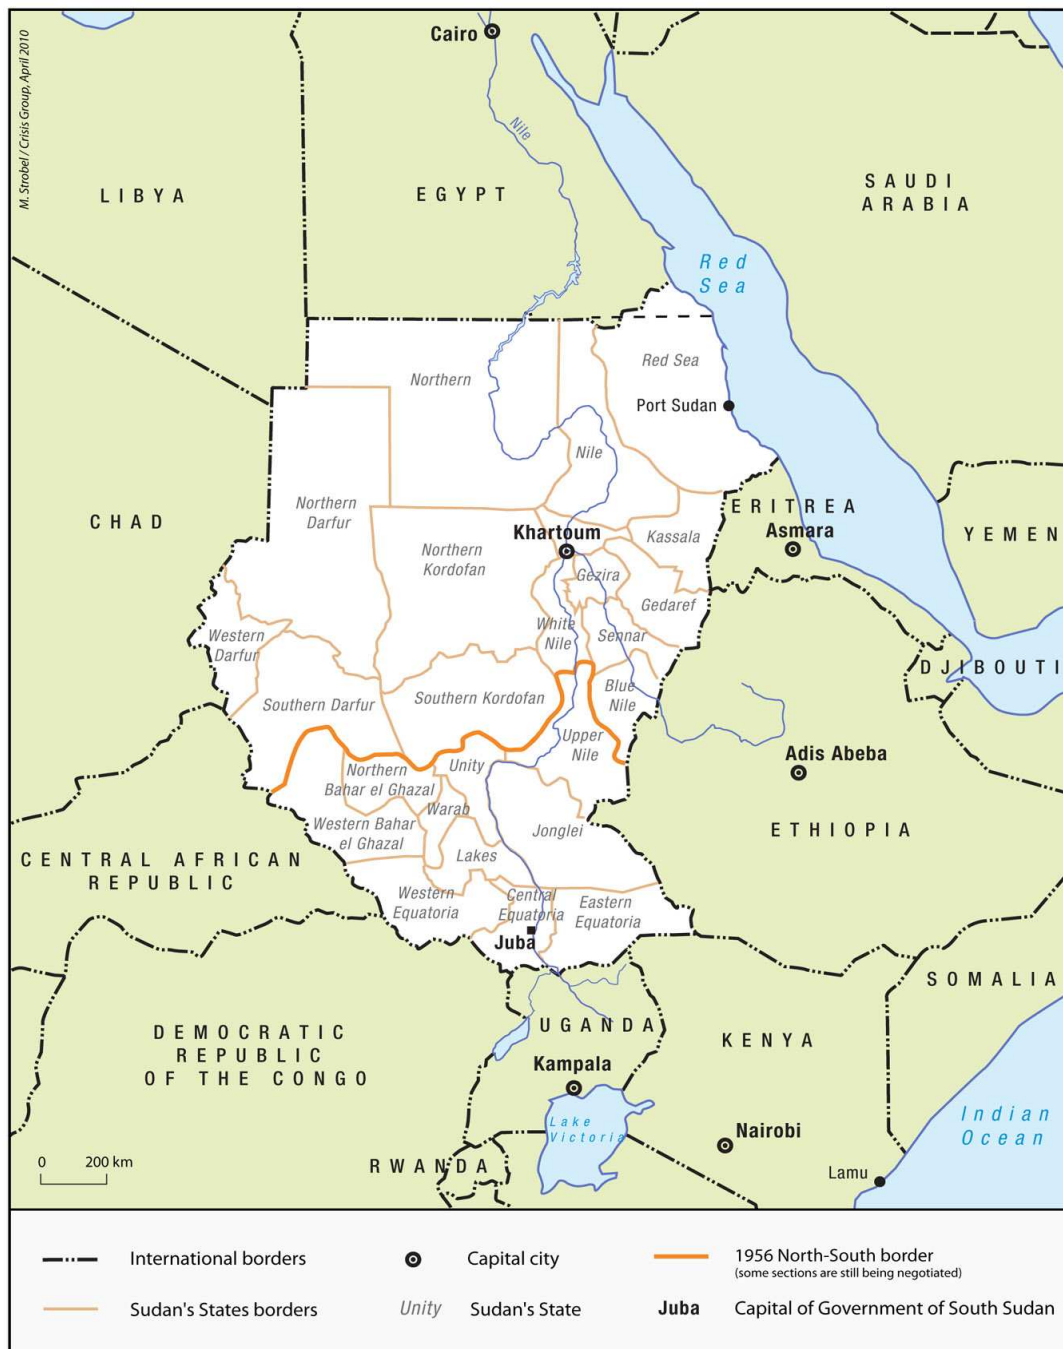 M. Strobel / Crisis Group, April 2010
Cairo
Nile
LIBYA
EGYPT
SAUDI
ARABIA
Red
Sea
Northern
Red Sea
Port Sudan
Nile
Northern
Darfur
CHAD
ERITREA
Asmara
YEMEN
Khartoum
Kassala
Northern
Kordofan
Gezira
Gedaref
White
Nile
Sennar
Western
Darfur
DJIBOUTI
Southern Darfur
Southern Kordofan
Blue
Nile
Upper
Nile
Adis Abeba
Unity
Northern
Bahar el Ghazal
Warab
Western Bahar
el Ghazal
Jonglei
ETHIOPIA
Lakes
CENTRAL AFRICAN
REPUBLIC
Western
Equatoria
Central
Equatoria
Eastern
Equatoria
Juba
SOMALIA
DEMOCRATIC
REPUBLIC
OF THE CONGO
UGANDA
KENYA
Kampala
Lake
Victoria
Nairobi
Indian
Ocean
RWANDA
Lamu
0 200 km
International borders
Capital city
1956 North-South border
(some sections are still being negotiated)
Sudan's States borders
Unity Sudan's State
Juba Capital of Government of South Sudan